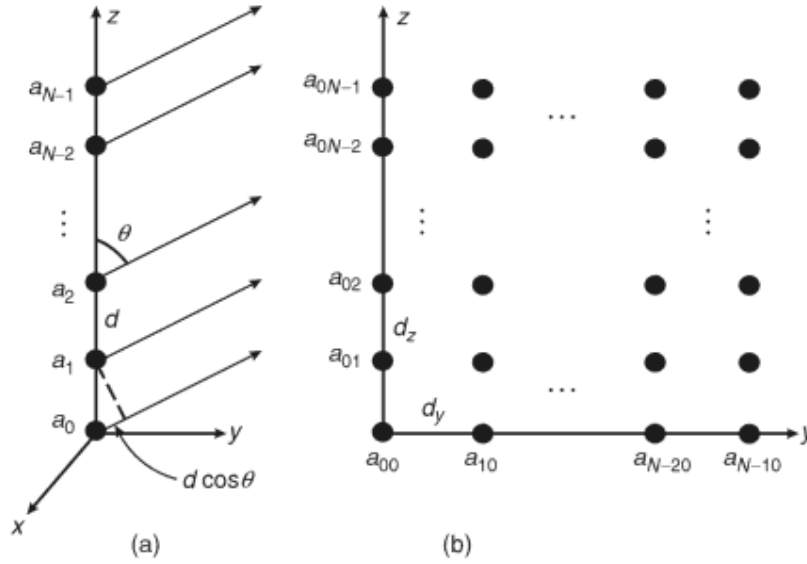 z
a_{N-1}
a_{N-2}
⋮
θ
a_2
d
a_1
a_0
y
d cosθ
x
(a)
z
a_{0N-1}
...
a_{0N-2}
⋮ ⋮
a_{02}
d_z
a_{01}
...
d_y
y
a_{00} a_{10} a_{N-20} a_{N-10}
(b)